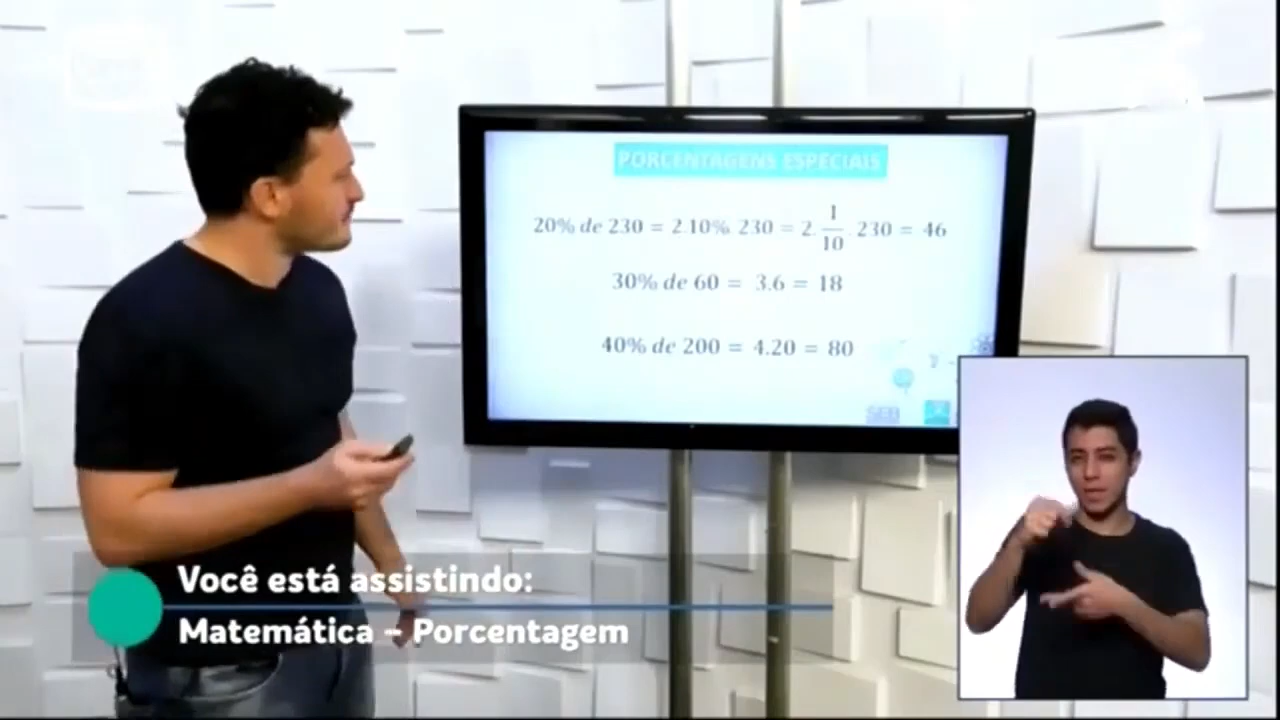 PORCENTAGENS ESPECIAIS
20% de 230 = 2.10%. 230 = 2. 1/10 . 230 = 46
30% de 60 = 3.6 = 18
40% de 200 = 4.20 = 80
SEB
Você está assistindo:
Matemática – Porcentagem